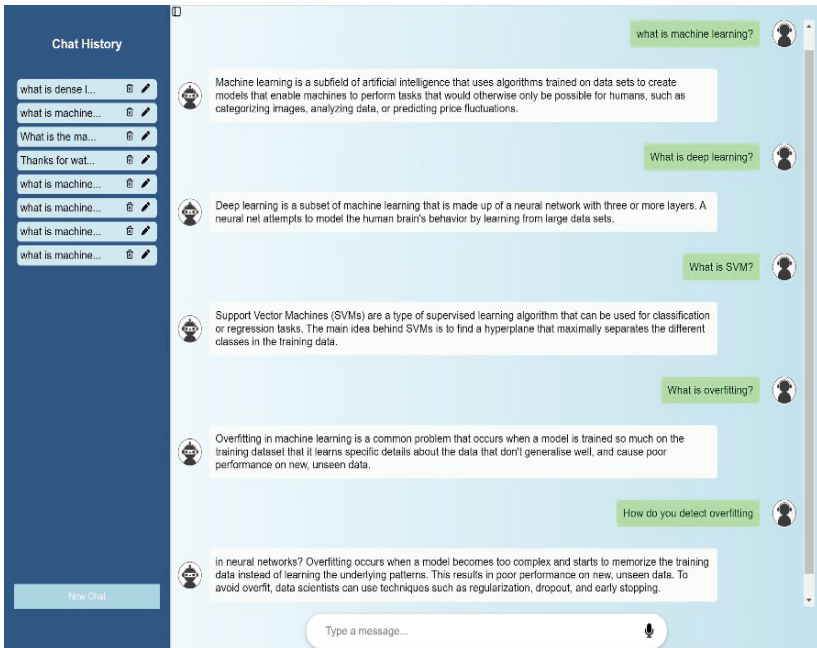 Chat History
what is dense l...
what is machine...
What is the ma...
Thanks for wat...
what is machine...
what is machine...
what is machine...
what is machine...
New Chat
what is machine learning?
Machine learning is a subfield of artificial intelligence that uses algorithms trained on data sets to create
models that enable machines to perform tasks that would otherwise only be possible for humans, such as
categorizing images, analyzing data, or predicting price fluctuations.
What is deep learning?
Deep learning is a subset of machine learning that is made up of a neural network with three or more layers. A
neural net attempts to model the human brain's behavior by learning from large data sets.
What is SVM?
Support Vector Machines (SVMs) are a type of supervised learning algorithm that can be used for classification
or regression tasks. The main idea behind SVMs is to find a hyperplane that maximally separates the different
classes in the training data.
What is overfitting?
Overfitting in machine learning is a common problem that occurs when a model is trained so much on the
training dataset that it learns specific details about the data that don't generalise well, and cause poor
performance on new, unseen data.
How do you detect overfitting
in neural networks? Overfitting occurs when a model becomes too complex and starts to memorize the training
data instead of learning the underlying patterns. This results in poor performance on new, unseen data. To
avoid overfit, data scientists can use techniques such as regularization, dropout, and early stopping.
Type a message...